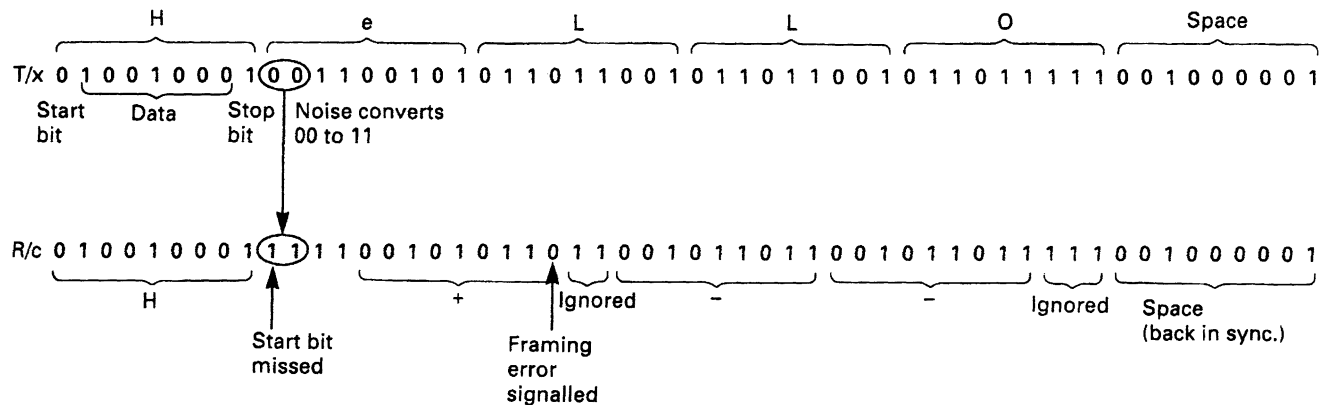 H e L L O Space
T/x 0 1 0 0 1 0 0 0 1 0 0 1 1 0 0 1 0 1 0 1 1 0 1 1 0 0 1 0 1 1 0 1 1 0 0 1 0 1 1 0 1 1 1 1 1 0 0 1 0 0 0 0 0 1
Start bit
Data
Stop bit
Noise converts
00 to 11
R/c 0 1 0 0 1 0 0 0 1 1 1 1 1 0 0 1 0 1 0 1 1 0 1 1 0 0 1 0 1 1 0 1 1 0 0 1 0 1 1 0 1 1 1 1 1 0 0 1 0 0 0 0 0 1
H + Ignored – – Ignored Space
(back in sync.)
Start bit
missed
Framing
error
signalled